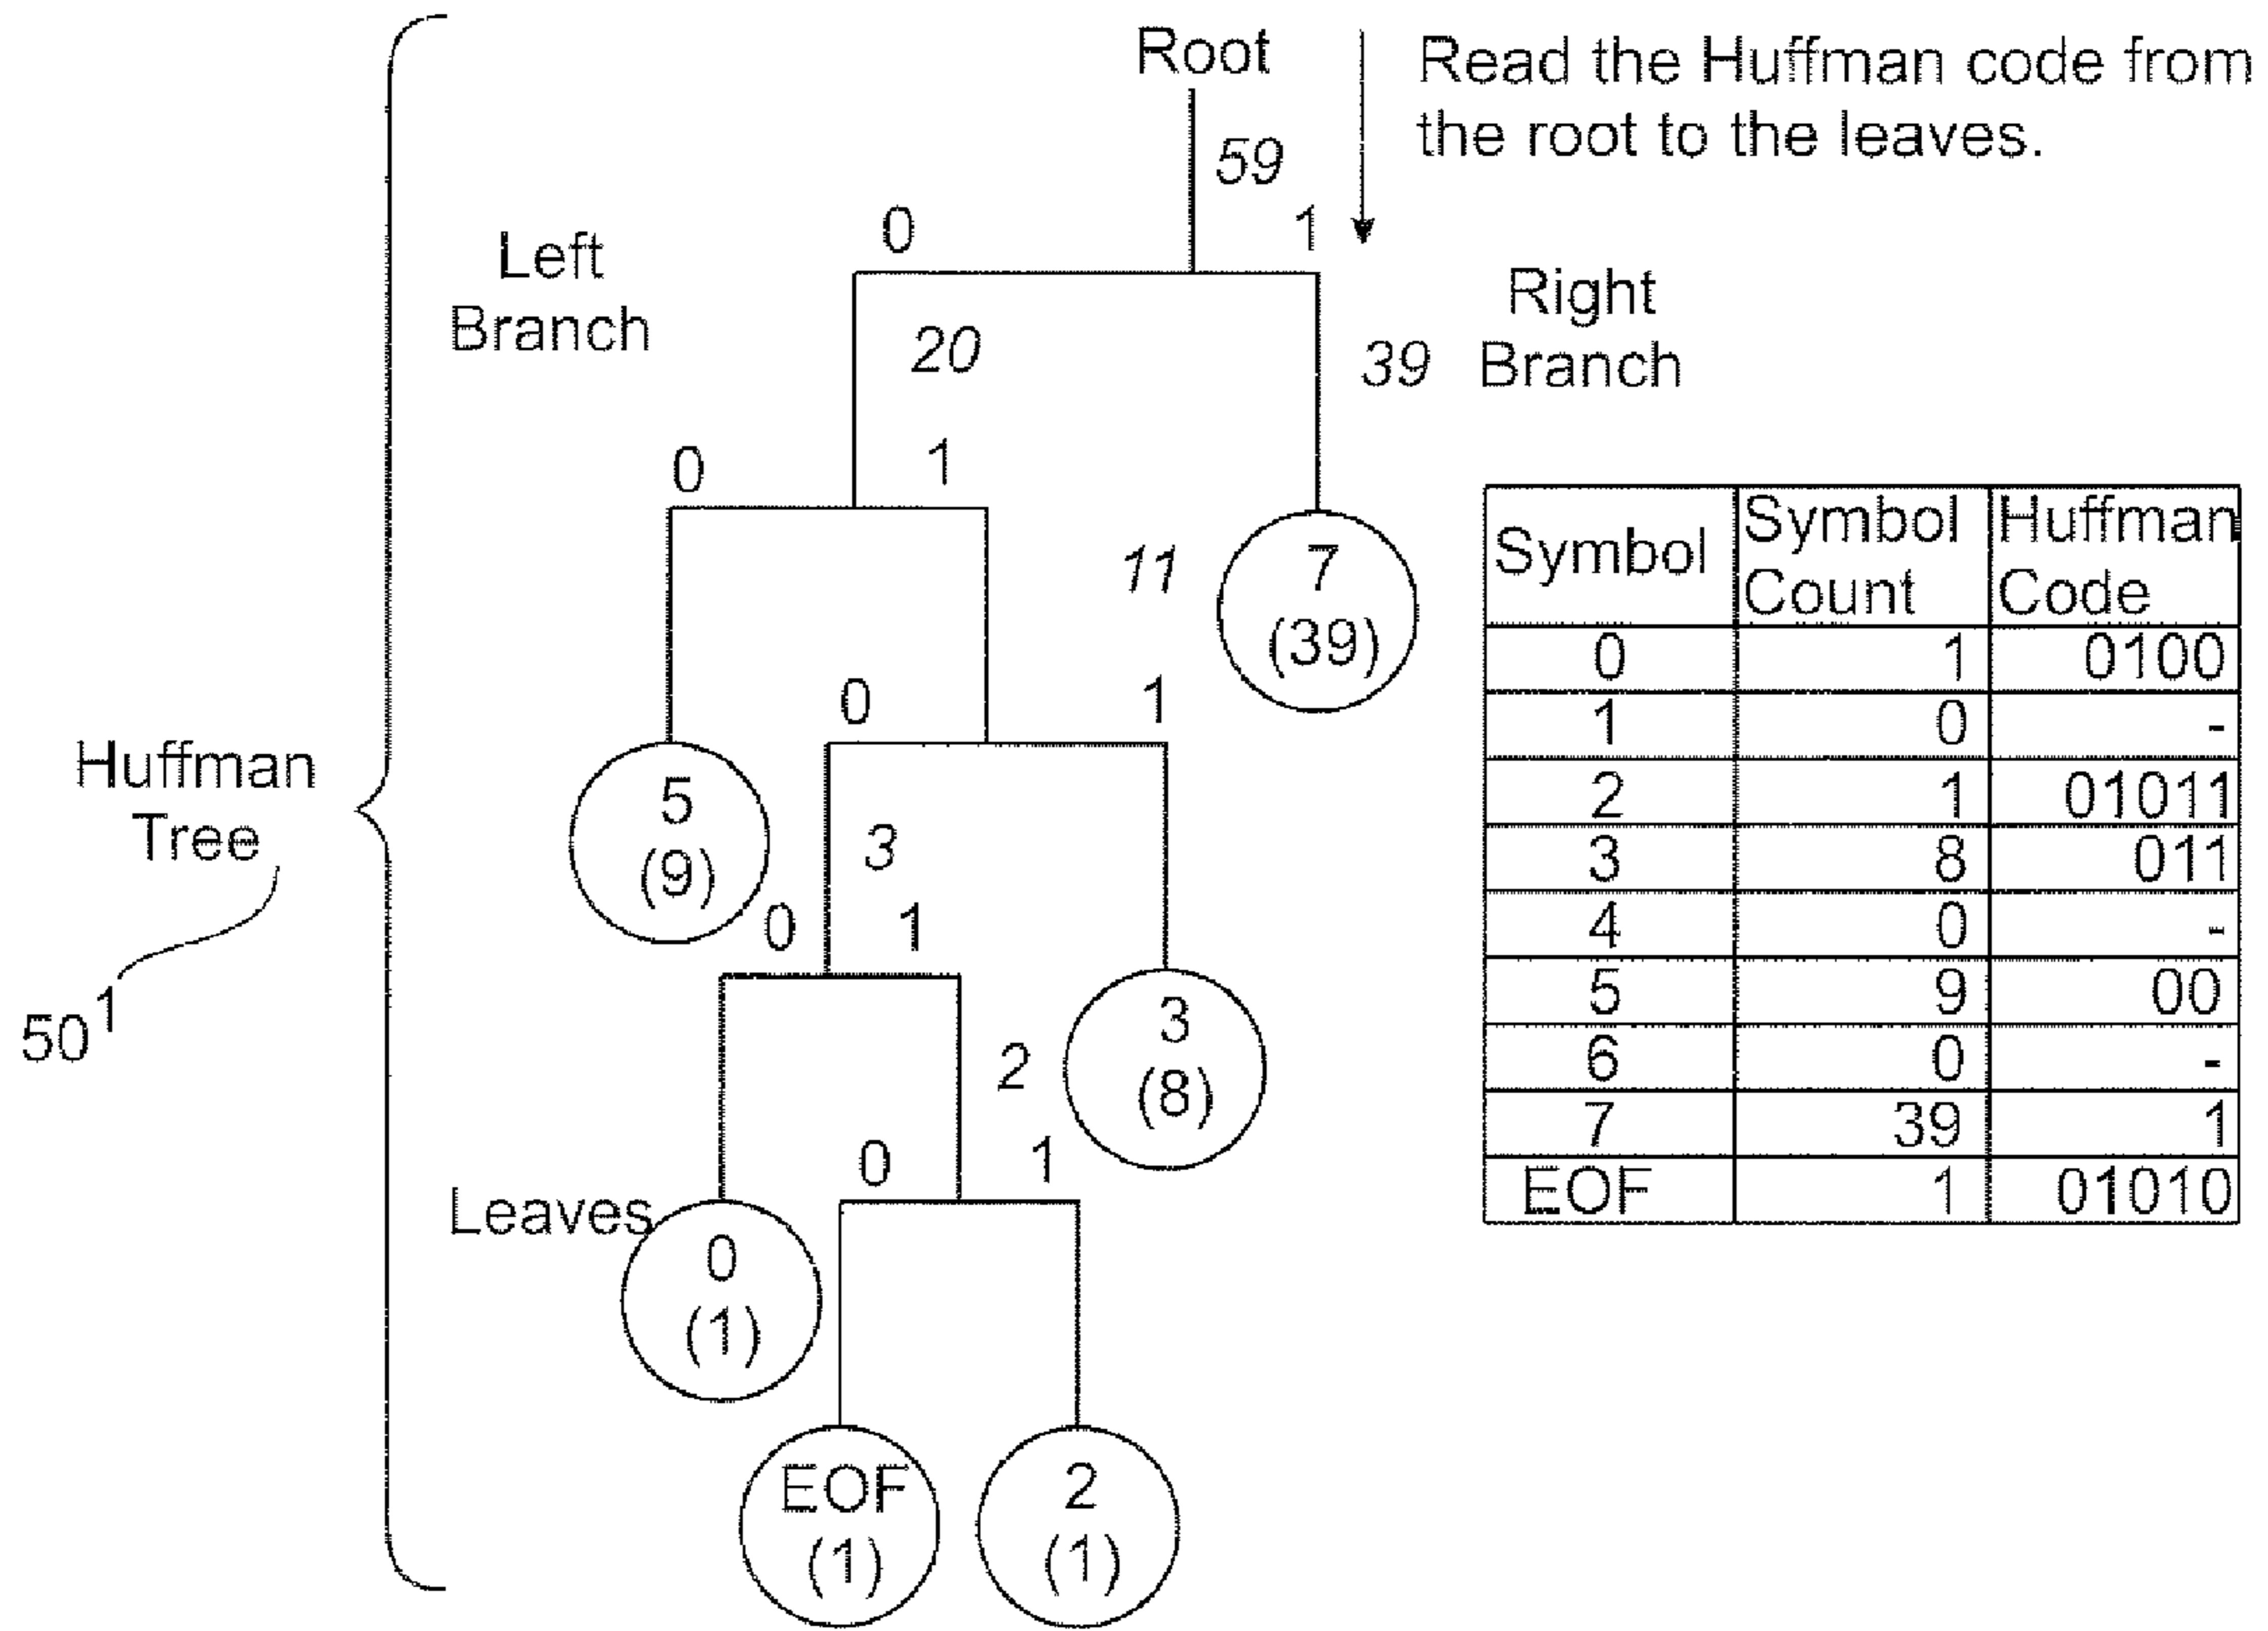 Root
Read the Huffman code from
the root to the leaves.
59
0
1
Left
Branch
Right
Branch
20
39
0
1
11
7
(39)
0
1
Huffman
Tree
5
(9)
3
0
1
50¹
3
(8)
2
0
1
Leaves
0
(1)
EOF
(1)
2
(1)
Symbol | Symbol Count | Huffman Code
0 | 1 | 0100
1 | 0 | -
2 | 1 | 01011
3 | 8 | 011
4 | 0 | -
5 | 9 | 00
6 | 0 | -
7 | 39 | 1
EOF | 1 | 01010